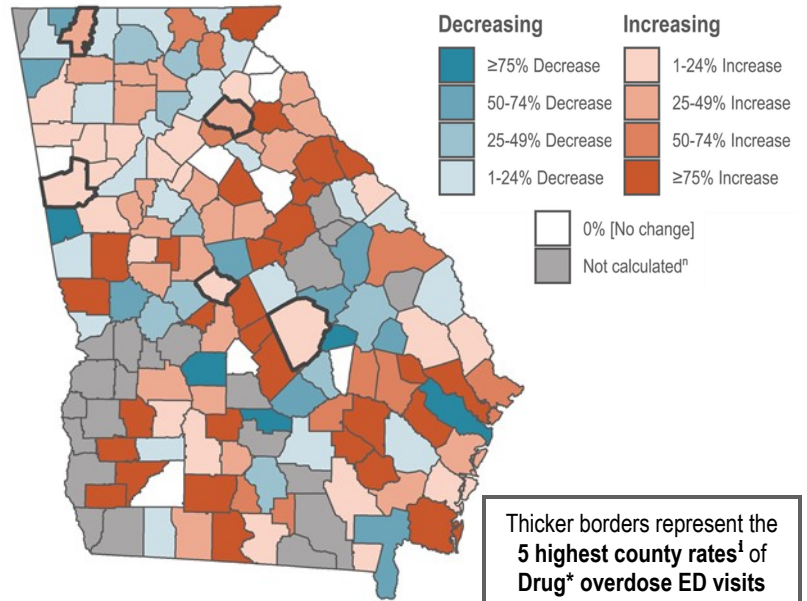 Decreasing
≥75% Decrease
50-74% Decrease
25-49% Decrease
1-24% Decrease
Increasing
1-24% Increase
25-49% Increase
50-74% Increase
≥75% Increase
0% [No change]
Not calculatedⁿ
Thicker borders represent the
5 highest county rates¹ of
Drug* overdose ED visits